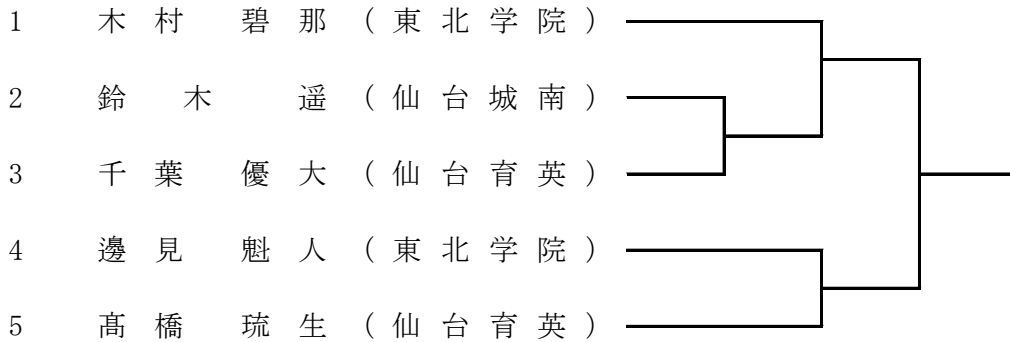 1 木村 碧那 (東北学院)
2 鈴木 遥 (仙台城南)
3 千葉 優大 (仙台育英)
4 邊見 魁人 (東北学院)
5 髙橋 琉生 (仙台育英)